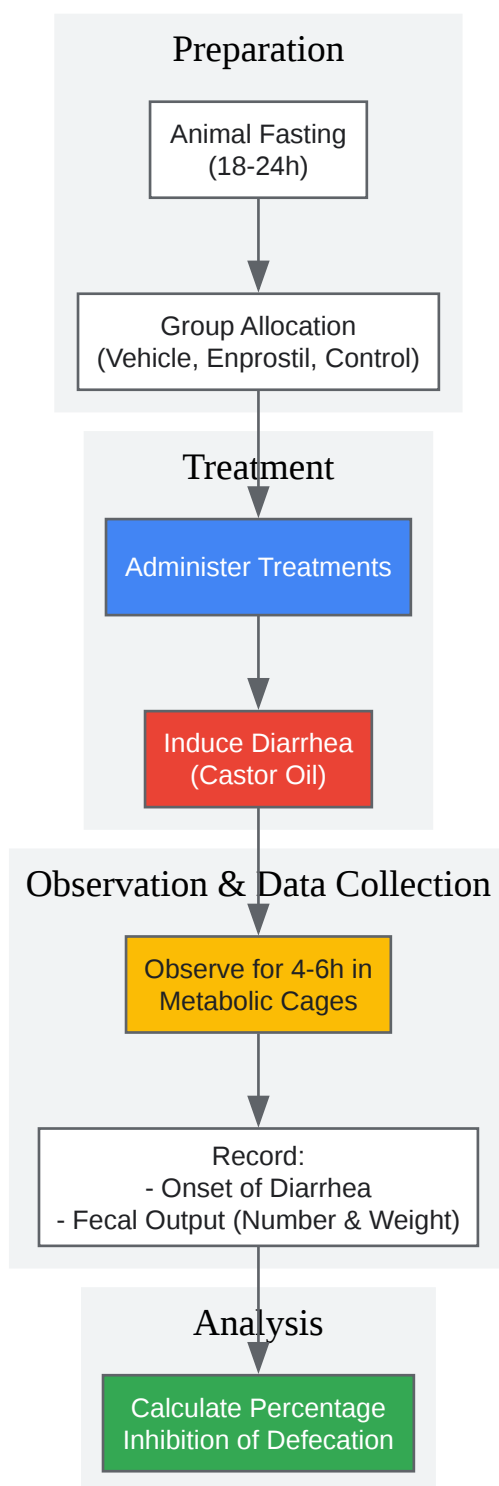 Preparation
Animal Fasting
(18-24h)
Group Allocation
(Vehicle, Enprostil, Control)
Treatment
Administer Treatments
Induce Diarrhea
(Castor Oil)
Observation & Data Collection
Observe for 4-6h in
Metabolic Cages
Record:
- Onset of Diarrhea
- Fecal Output (Number & Weight)
Analysis
Calculate Percentage
Inhibition of Defecation